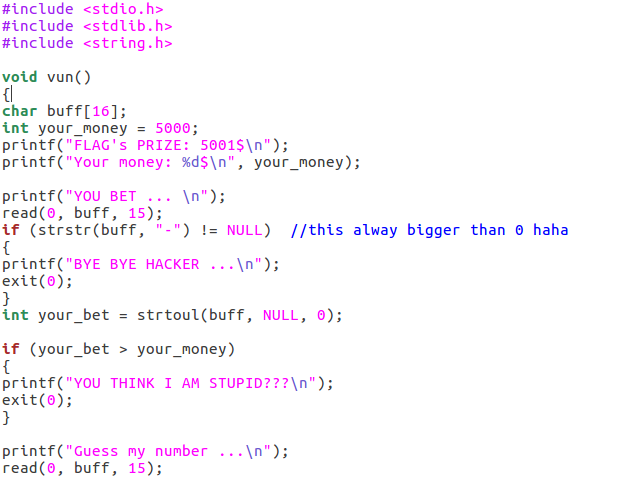 #include <stdio.h>
#include <stdlib.h>
#include <string.h>
void vun()
{
char buff[16];
int your_money = 5000;
printf("FLAG's PRIZE: 5001$\n");
printf("Your money: %d$\n", your_money);
printf("YOU BET ... \n");
read(0, buff, 15);
if (strstr(buff, "-") != NULL)  //this alway bigger than 0 haha
{
printf("BYE BYE HACKER ...\n");
exit(0);
}
int your_bet = strtoul(buff, NULL, 0);
if (your_bet > your_money)
{
printf("YOU THINK I AM STUPID???\n");
exit(0);
}
printf("Guess my number ...\n");
read(0, buff, 15);